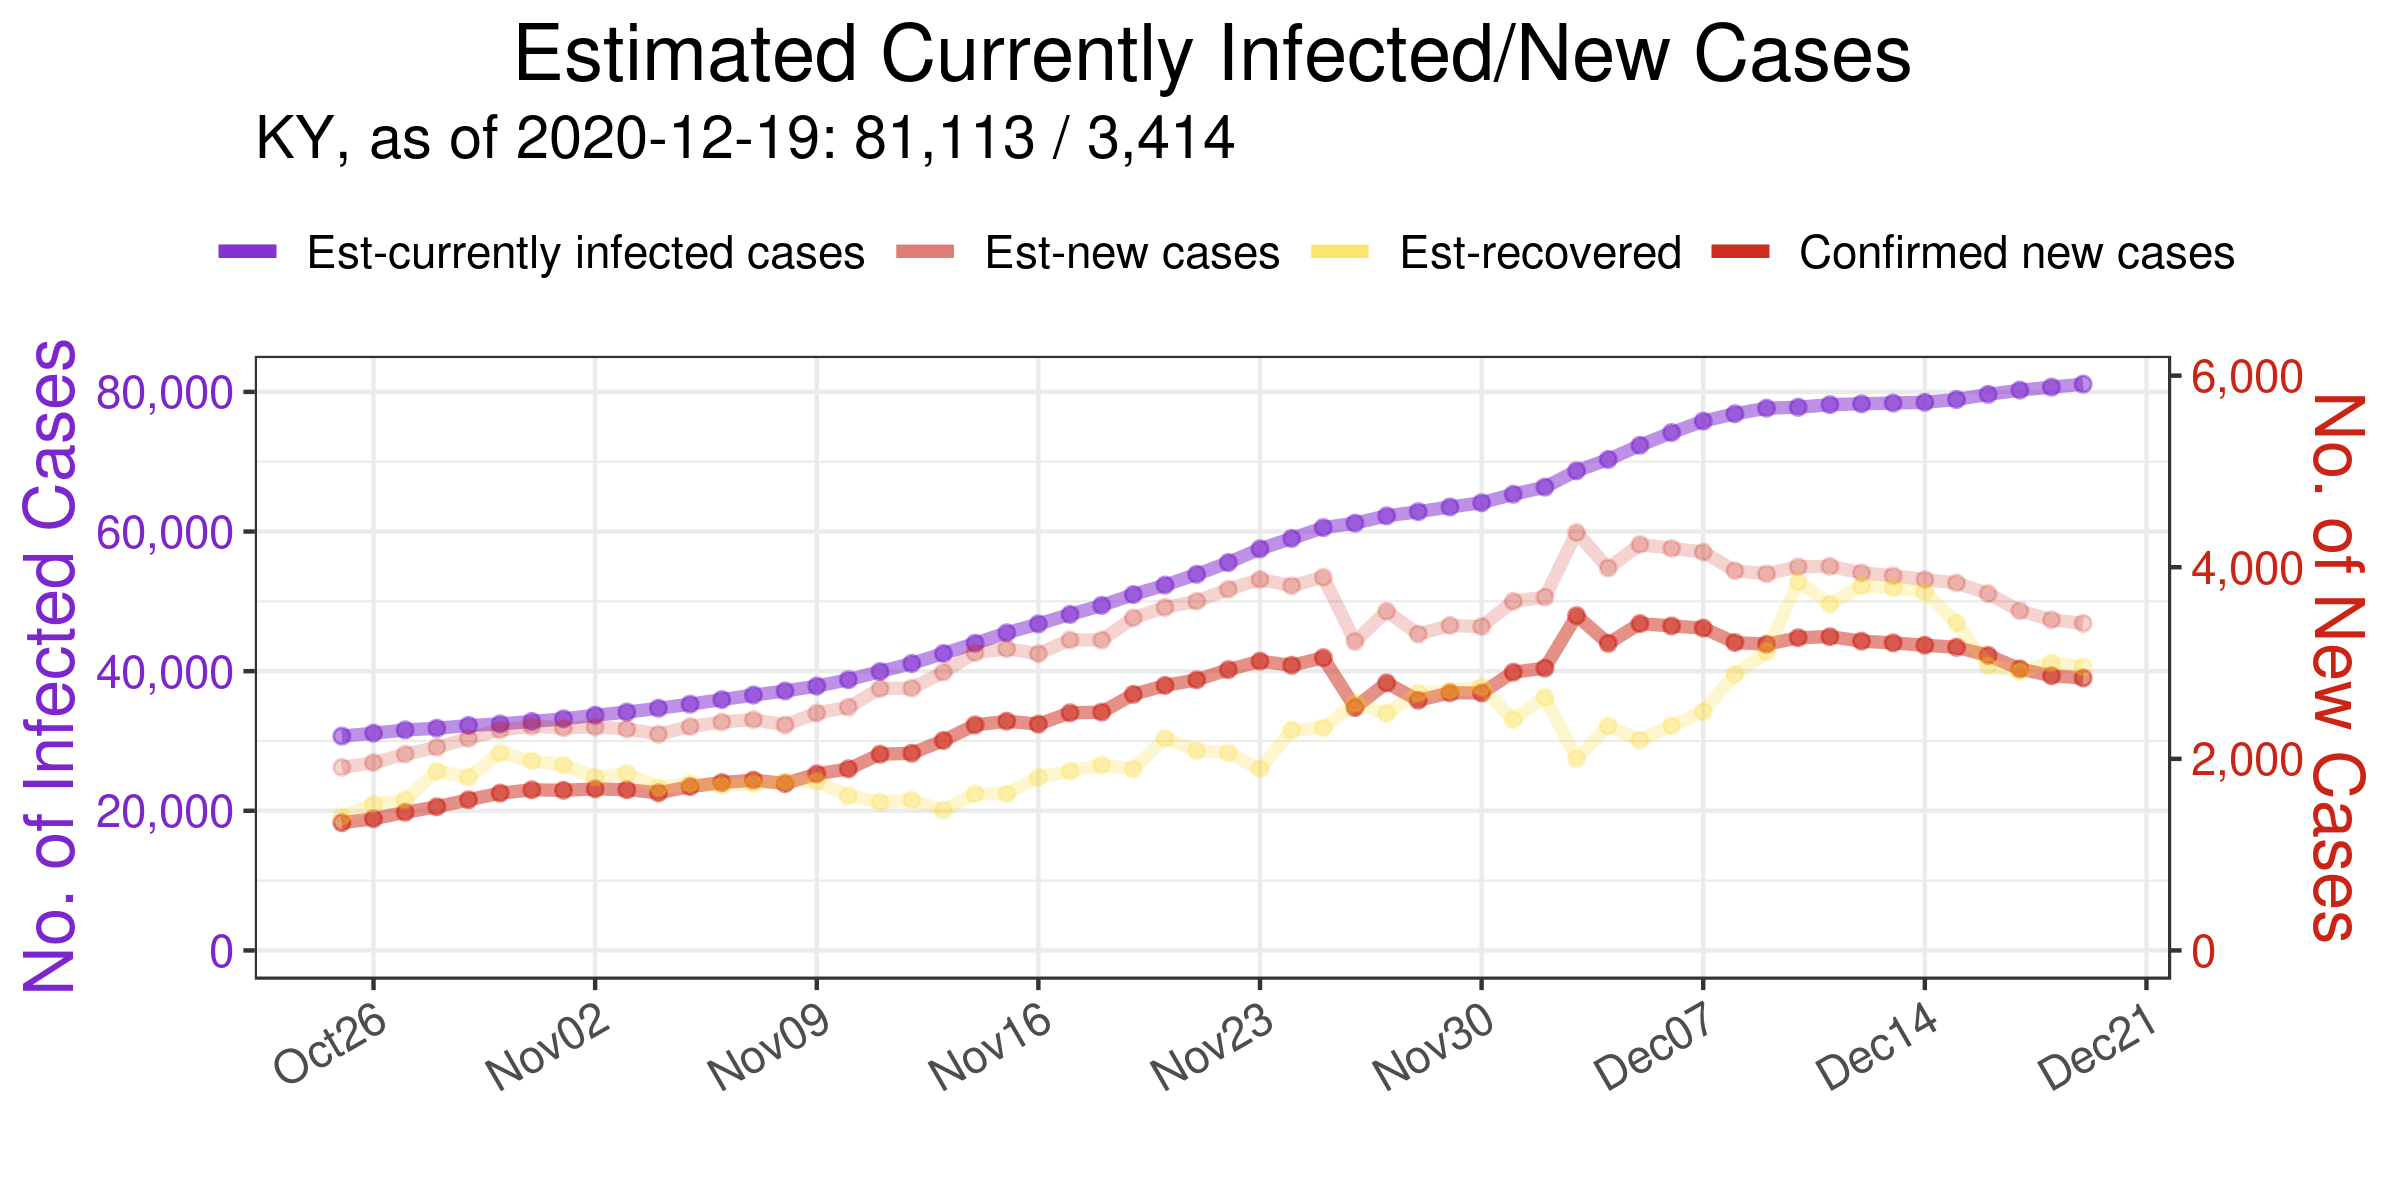 Estimated Currently Infected/New Cases
KY, as of 2020-12-19: 81,113 / 3,414
Est-currently infected cases Est-new cases Est-recovered Confirmed new cases
No. of Infected Cases
80,000
60,000
40,000
20,000
0
6,000
4,000
2,000
0
No. of New Cases
Oct26 Nov02 Nov09 Nov16 Nov23 Nov30 Dec07 Dec14 Dec21